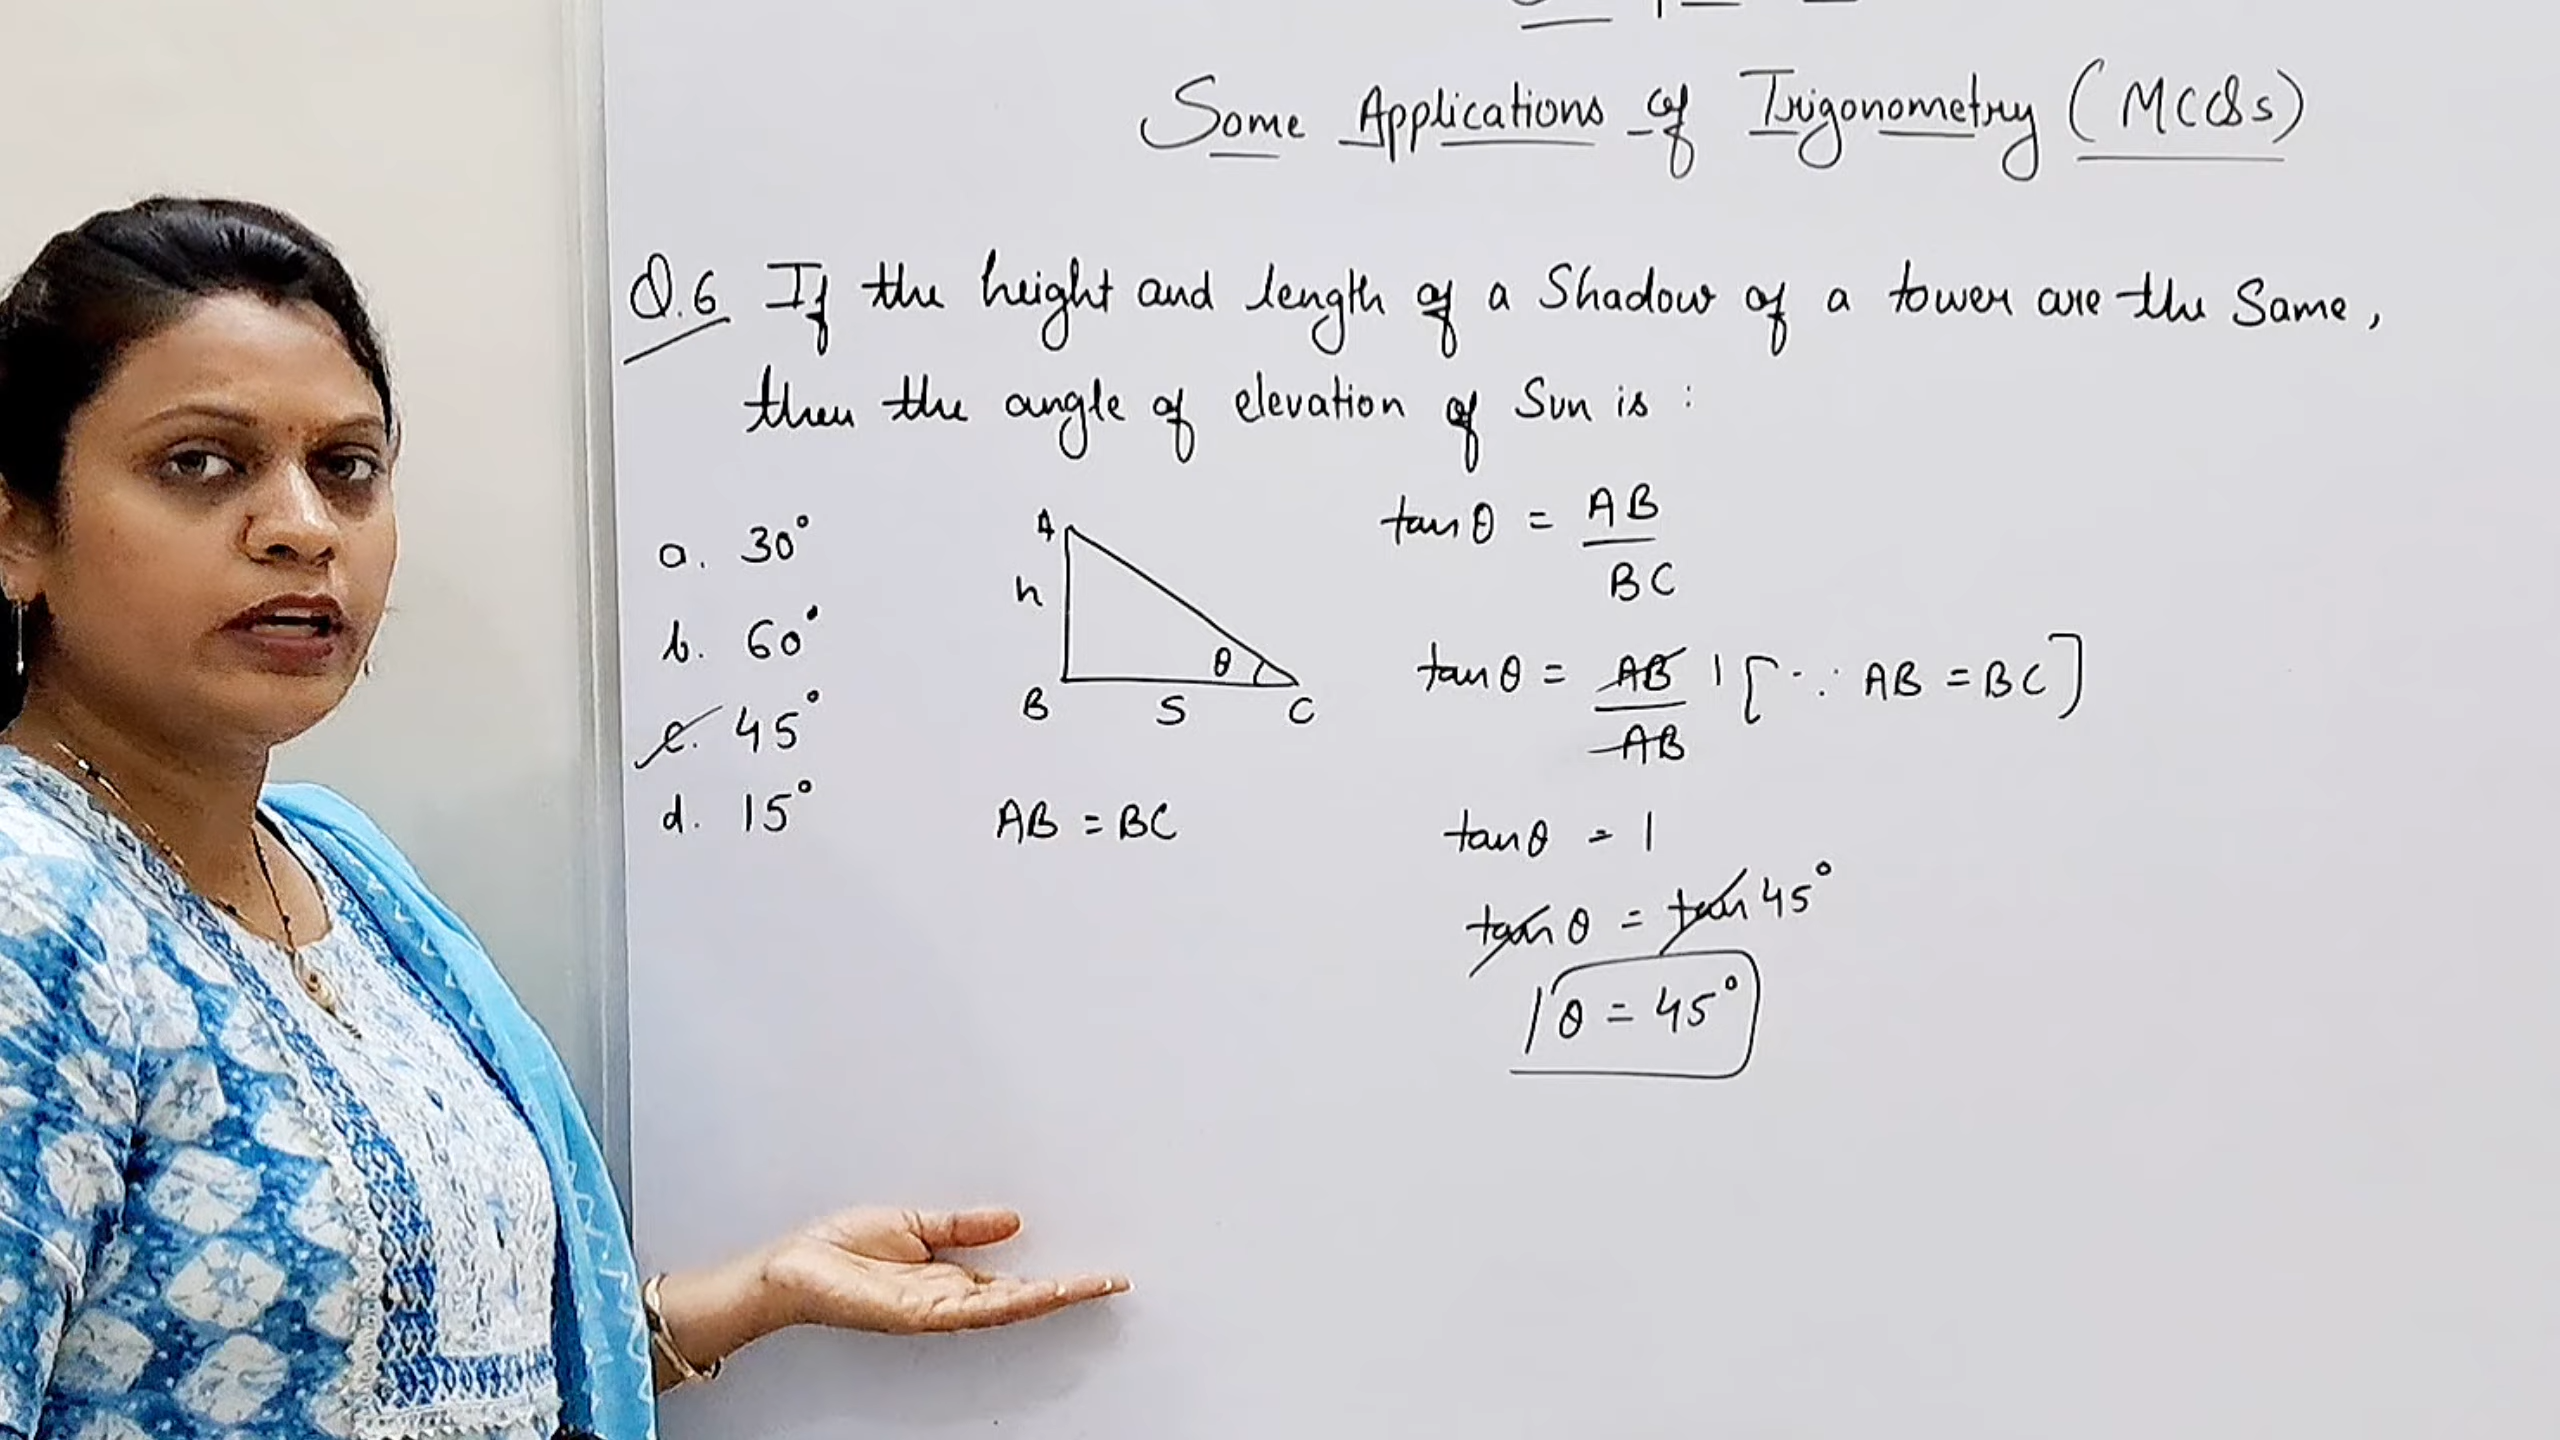 Some Applications of Trigonometry (MCQs)
Q.6 If the height and length of a Shadow of a tower are the Same,
then the angle of elevation of Sun is :
a. 30°
b. 60°
c. 45°
d. 15°
A
h
θ
B S C
AB = BC
tan θ = AB
BC
tan θ = AB 1 [∵ AB = BC]
AB
tan θ = 1
tan θ = tan 45°
θ = 45°